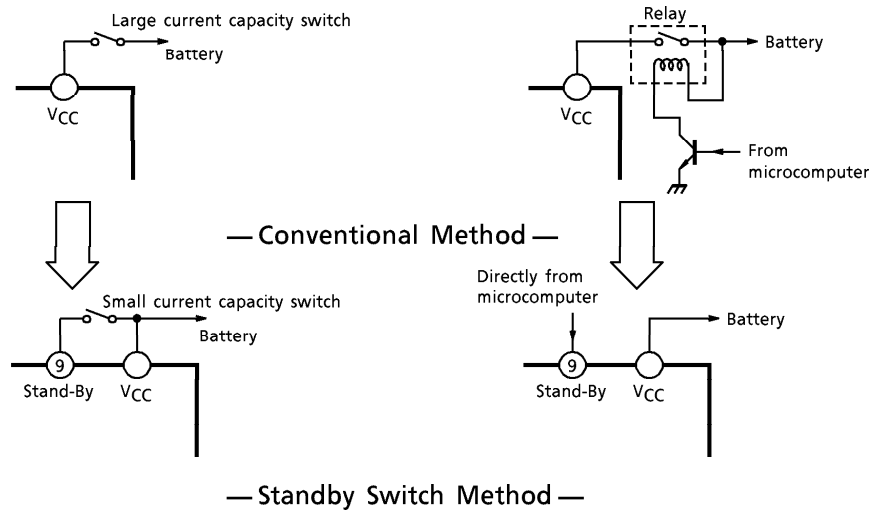 Large current capacity switch
Battery
VCC
Relay
Battery
VCC
From
microcomputer
— Conventional Method —
Small current capacity switch
Battery
9
Stand-By
VCC
Directly from
microcomputer
Battery
9
Stand-By
VCC
— Standby Switch Method —